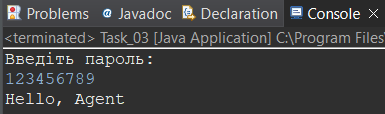 Problems @ Javadoc Declaration Console
<terminated> Task_03 [Java Application] C:\Program Files\
Введіть пароль:
123456789
Hello, Agent